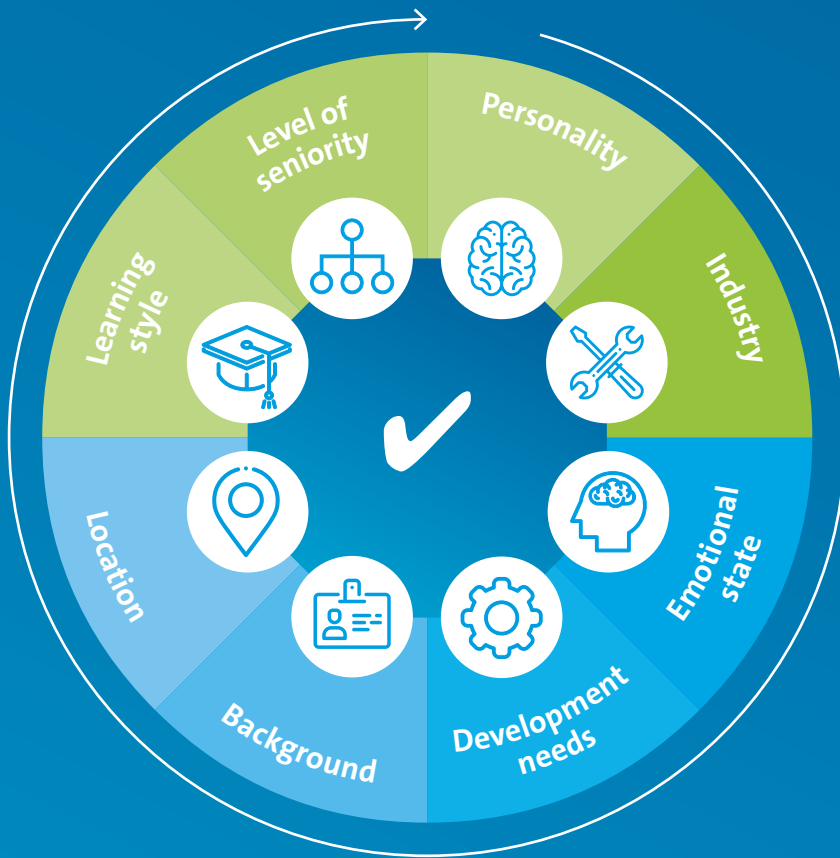 Personality
Industry
Emotional
state
Development
needs
Background
Location
Learning
style
Level of
seniority